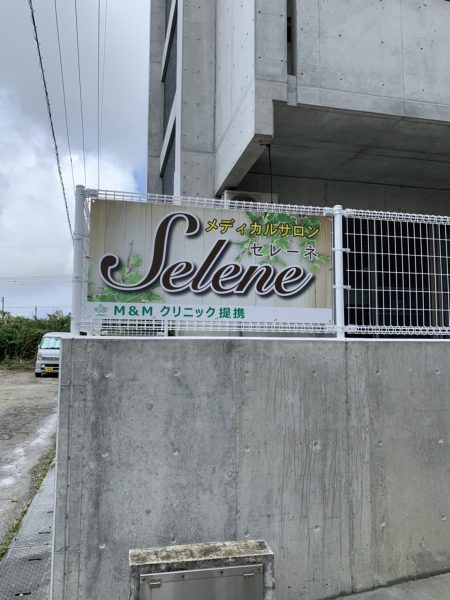 メディカルサロン
Selene
セレーネ
M&M クリニック提携